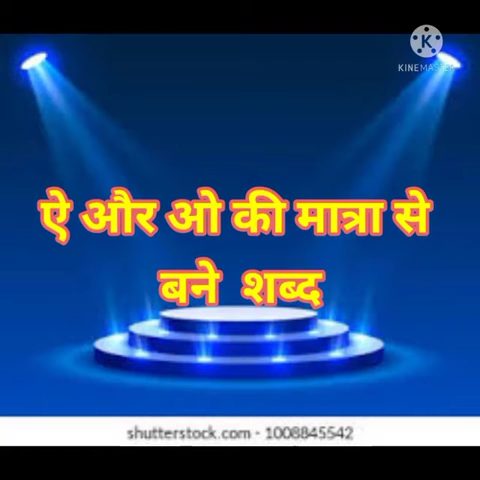 KINEMASTER
ऐ और ओ की मात्रा से
बने शब्द
shutterstock.com - 1008845542